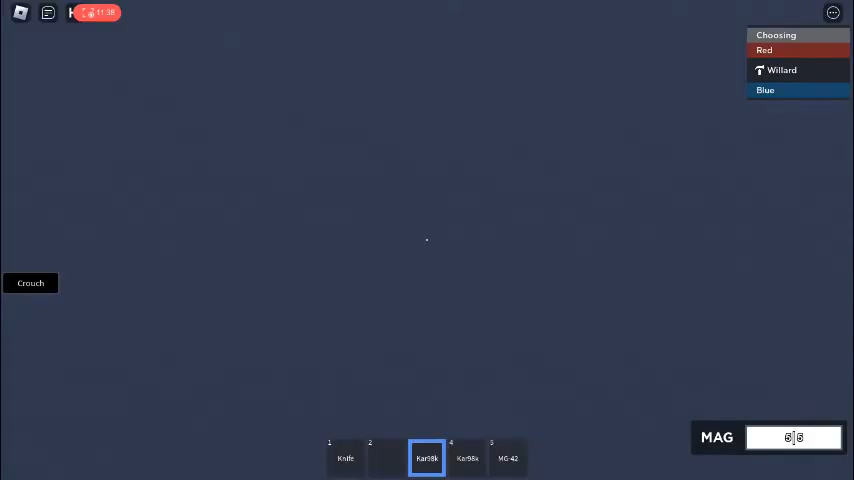 11:38
Choosing
Red
Willard
Blue
Crouch
MAG 5|5
1 2 4 5
Knife Kar98k Kar98k MG-42